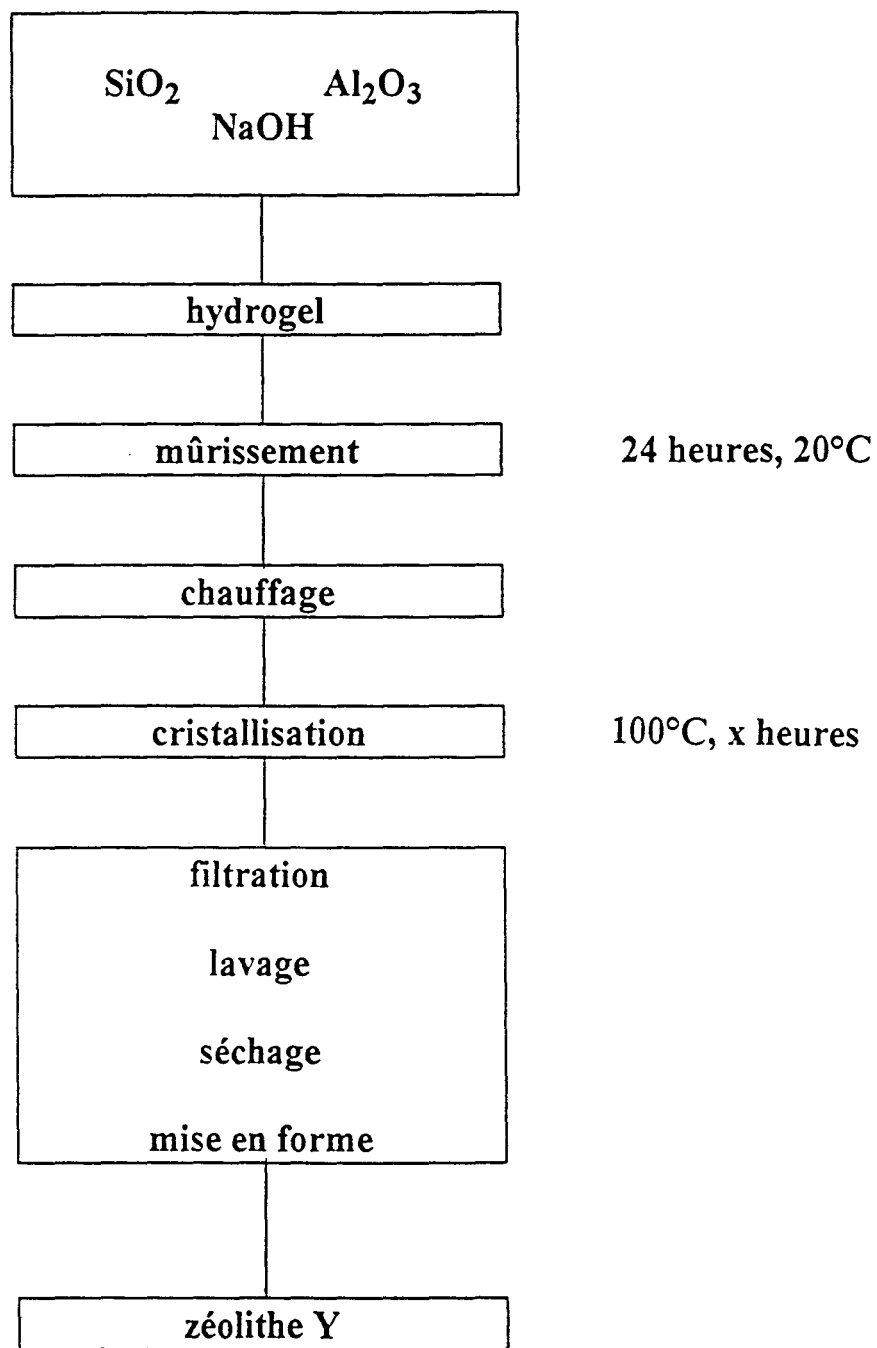 SiO₂ Al₂O₃
NaOH
hydrogel
mûrissement 24 heures, 20°C
chauffage
cristallisation 100°C, x heures
filtration
lavage
séchage
mise en forme
zéolithe Y